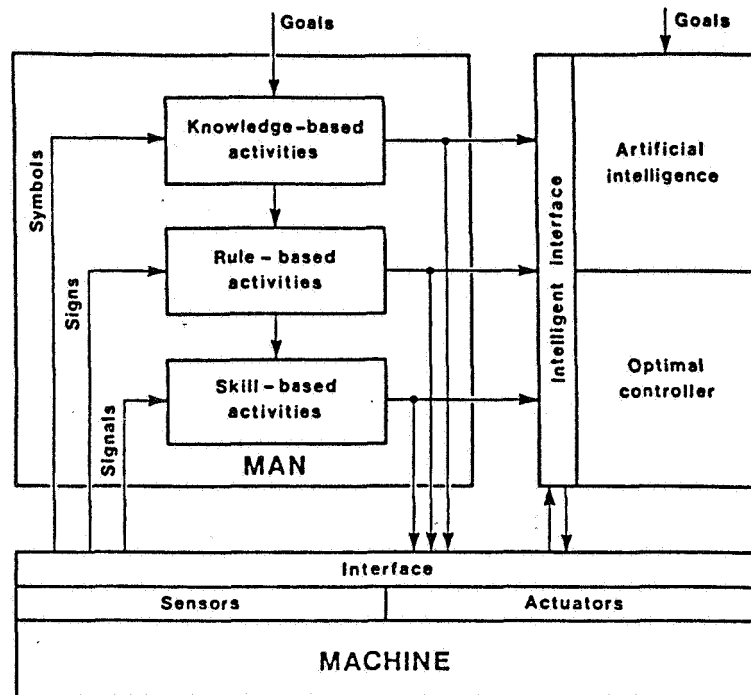 Goals
Goals
Knowledge-based
activities
Artificial
intelligence
Symbols
Rule - based
activities
Signs
Intelligent interface
Skill - based
activities
Optimal
controller
Signals
MAN
Interface
Sensors
Actuators
MACHINE